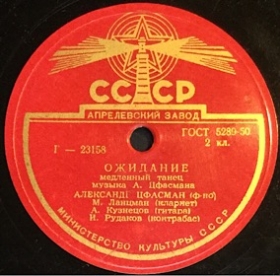 СССР
АПРЕЛЕВСКИЙ ЗАВОД
ГОСТ 5289-50
Г — 23158
2 кл.
ОЖИДАНИЕ
медленный танец
музыка А. Цфасмана
АЛЕКСАНДР ЦФАСМАН (ф-но)
М. Ланцман (кларнет)
А. Кузнецов (гитара)
И. Рудаков (контрабас)
МИНИСТЕРСТВО КУЛЬТУРЫ СССР